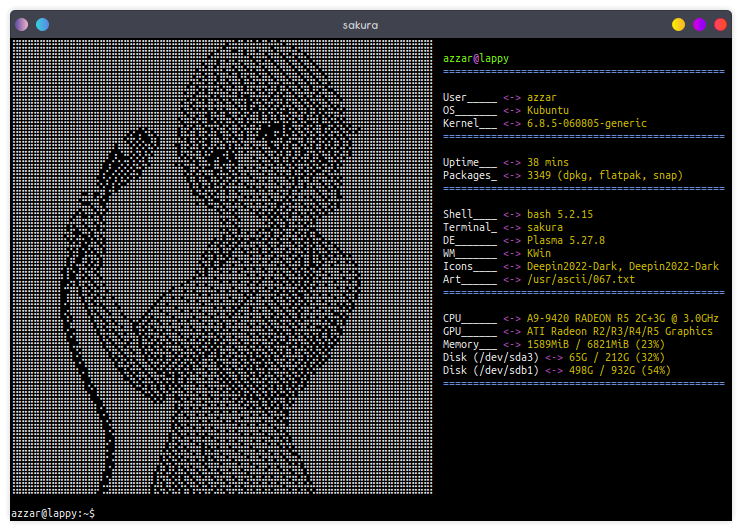 sakura
azzar@lappy
===============================================
User_____ <-> azzar
OS_______ <-> Kubuntu
Kernel___ <-> 6.8.5-060805-generic
===============================================
Uptime___ <-> 38 mins
Packages_ <-> 3349 (dpkg, flatpak, snap)
===============================================
Shell____ <-> bash 5.2.15
Terminal_ <-> sakura
DE_______ <-> Plasma 5.27.8
WM_______ <-> KWin
Icons____ <-> Deepin2022-Dark, Deepin2022-Dark
Art______ <-> /usr/ascii/067.txt
===============================================
CPU______ <-> A9-9420 RADEON R5 2C+3G @ 3.0GHz
GPU______ <-> ATI Radeon R2/R3/R4/R5 Graphics
Memory___ <-> 1589MiB / 6821MiB (23%)
Disk (/dev/sda3) <-> 65G / 212G (32%)
Disk (/dev/sdb1) <-> 498G / 932G (54%)
===============================================
azzar@lappy:~$